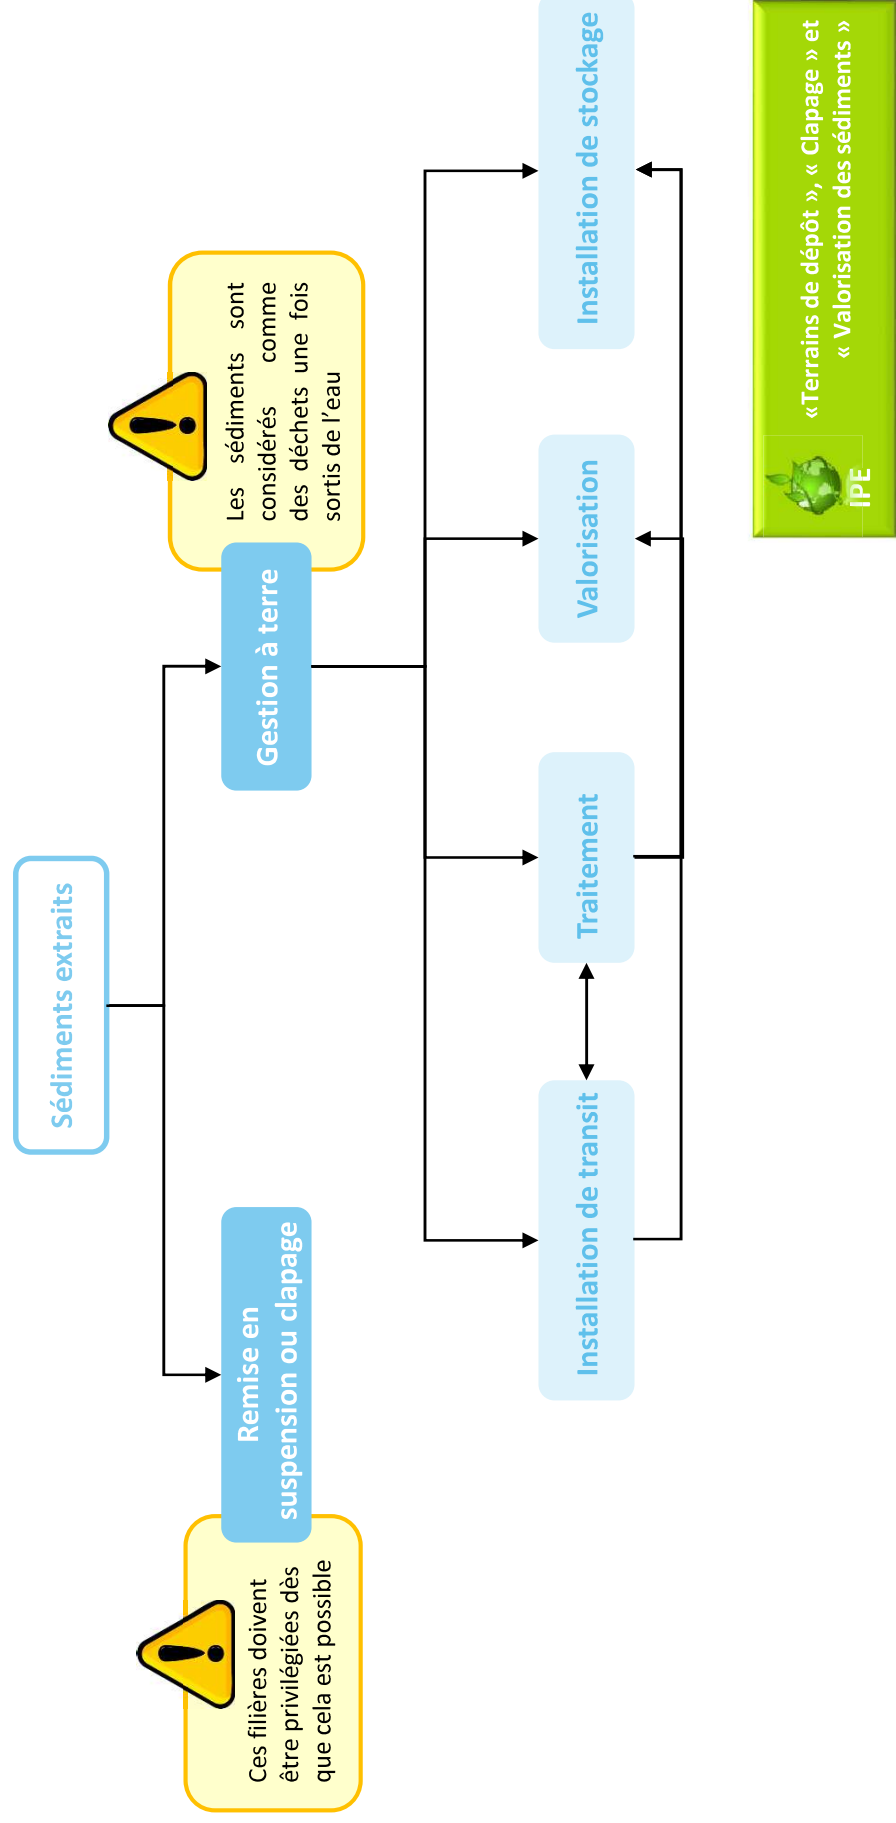 Sédiments extraits
Ces filières doivent
être privilégiées dès
que cela est possible
Remise en
suspension ou clapage
Gestion à terre
Les sédiments sont
considérés comme
des déchets une fois
sortis de l’eau
Installation de transit
Traitement
Valorisation
Installation de stockage
IPE
«Terrains de dépôt », « Clapage » et
« Valorisation des sédiments »